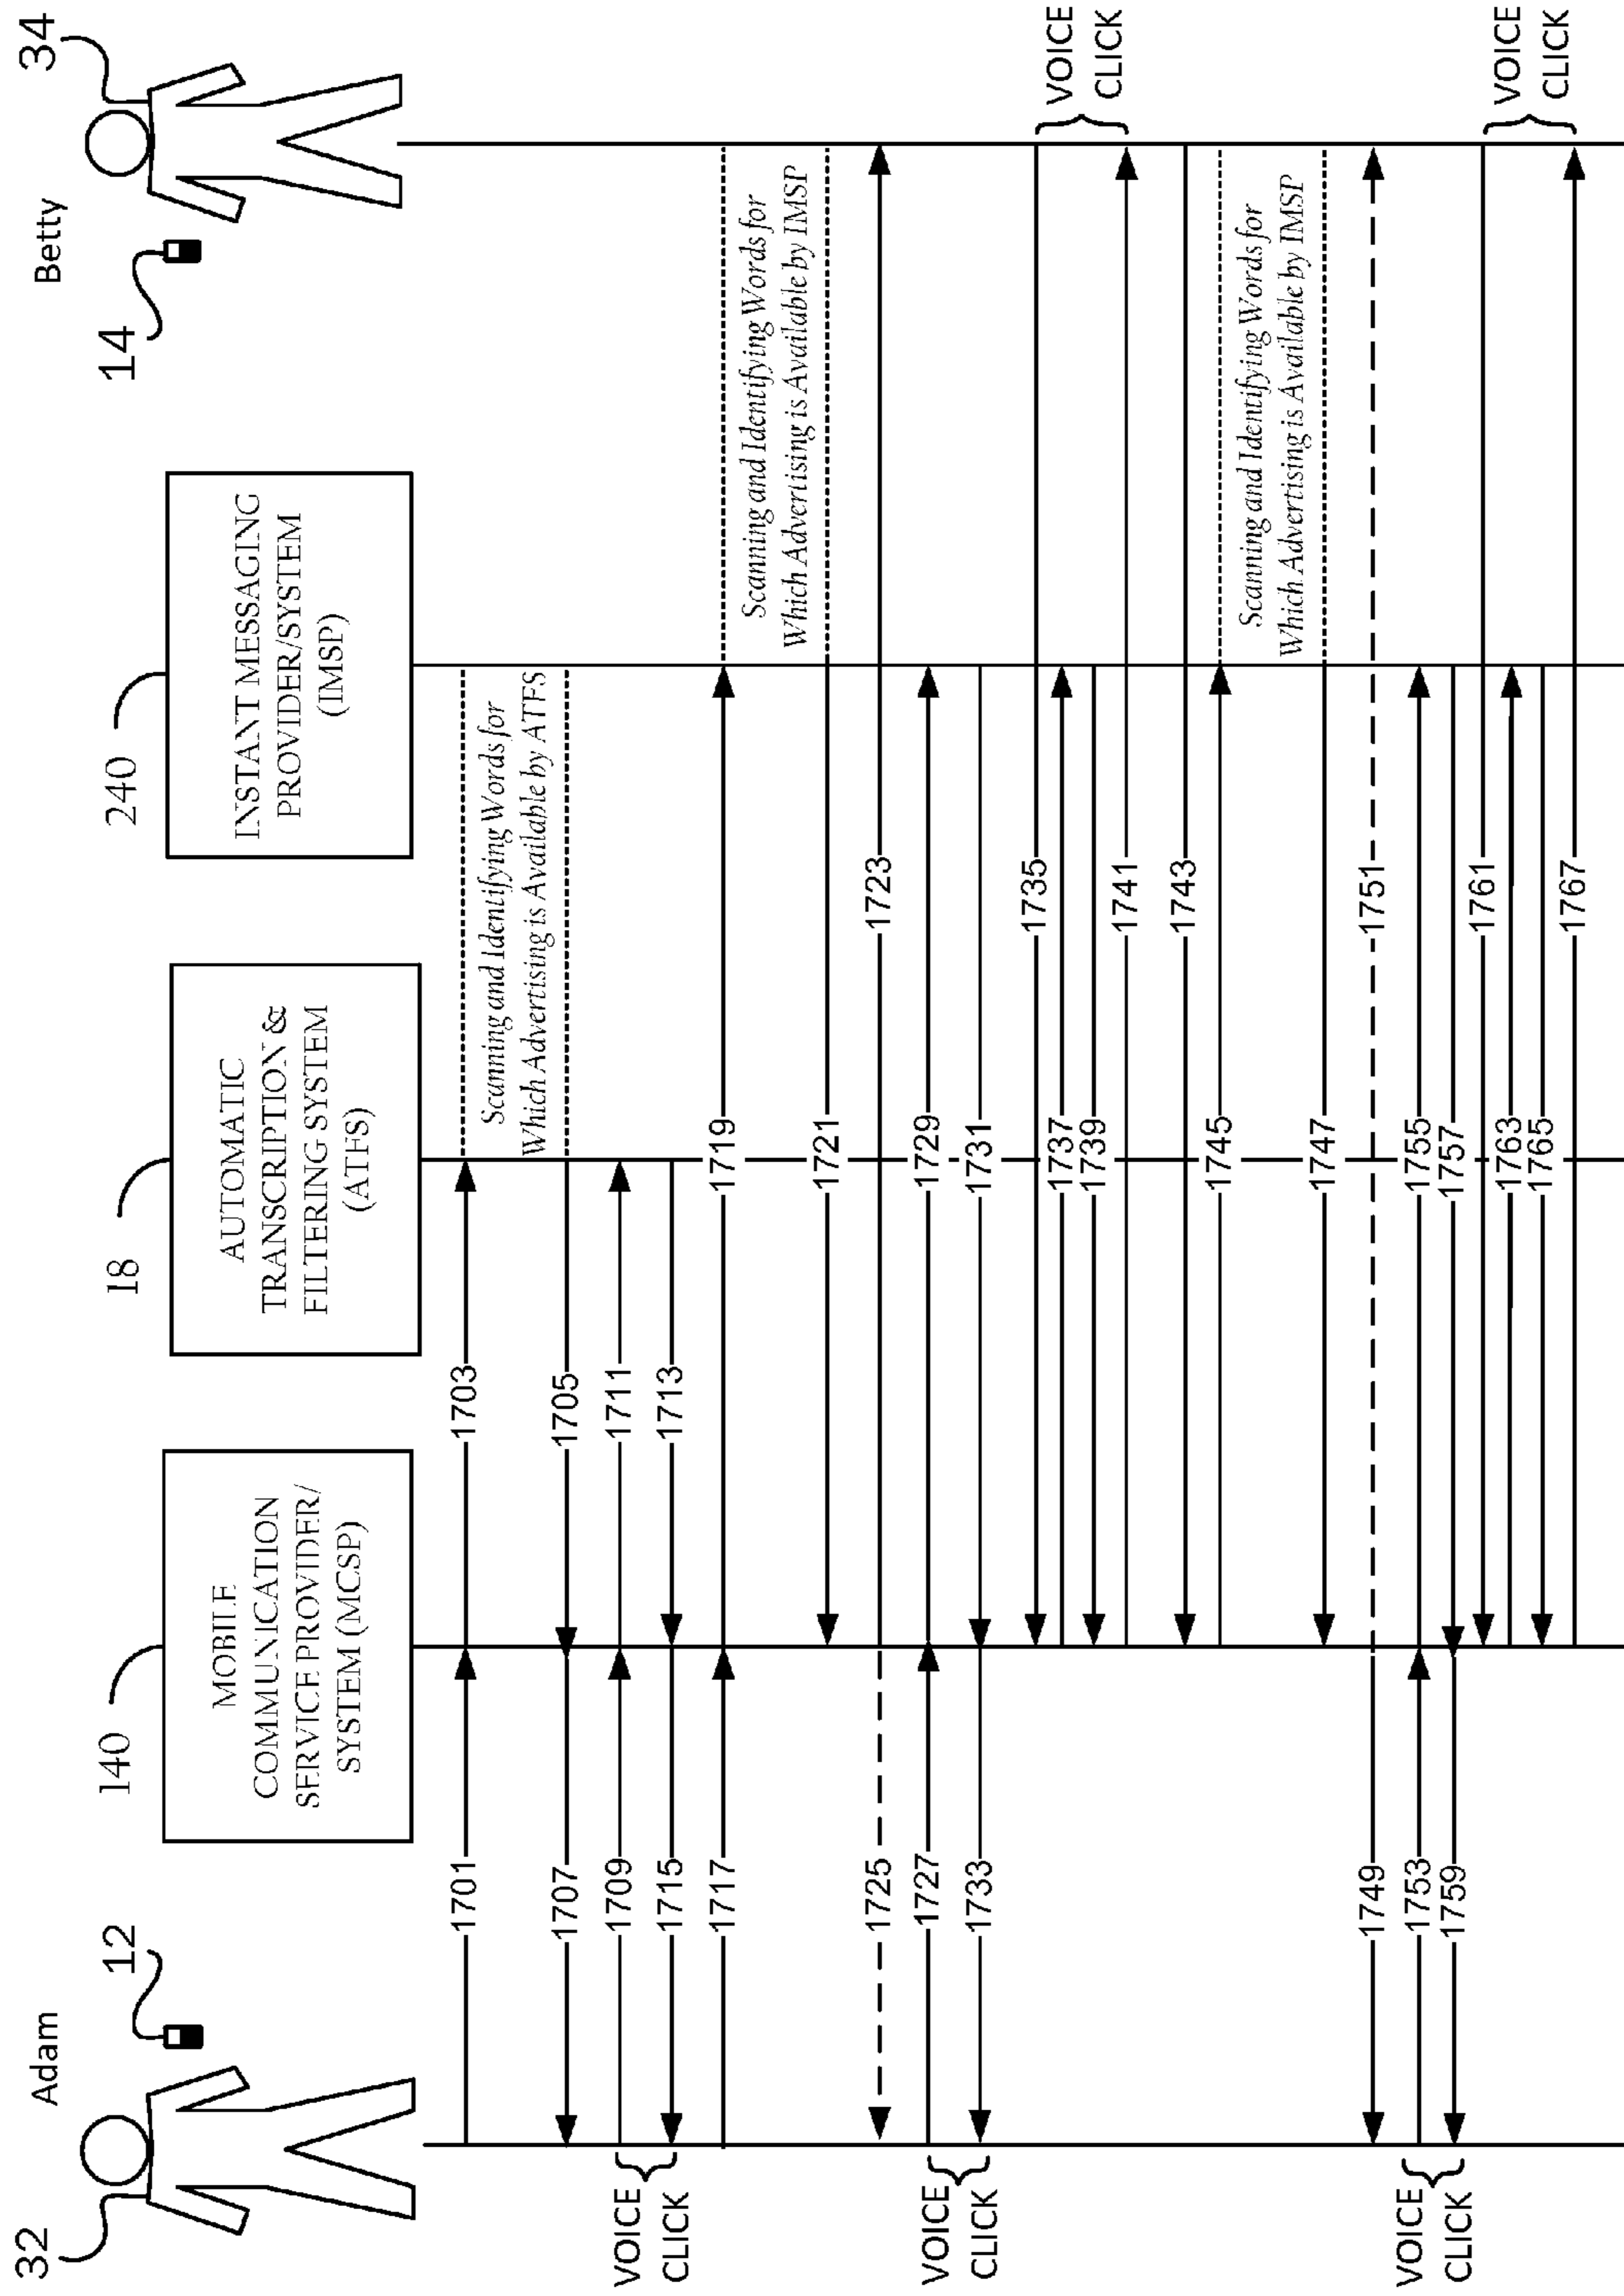 Adam
Betty
32
12
14
34
140
MOBILE
COMMUNICATION
SERVICE PROVIDER/
SYSTEM (MCSP)
18
AUTOMATIC
TRANSCRIPTION &
FILTERING SYSTEM
(ATFS)
240
INSTANT MESSAGING
PROVIDER/SYSTEM
(IMSP)
1701
1703
Scanning and Identifying Words for
Which Advertising is Available by ATFS
1707
1705
VOICE
CLICK
1709
1711
1715
1713
1717
1719
Scanning and Identifying Words for
Which Advertising is Available by IMSP
1721
1725
1723
VOICE
CLICK
1727
1729
1733
1731
1735
1737
1739
1741
VOICE
CLICK
1743
1745
Scanning and Identifying Words for
Which Advertising is Available by IMSP
1747
1749
1751
VOICE
CLICK
1753
1755
1759
1757
1761
1763
1765
1767
VOICE
CLICK